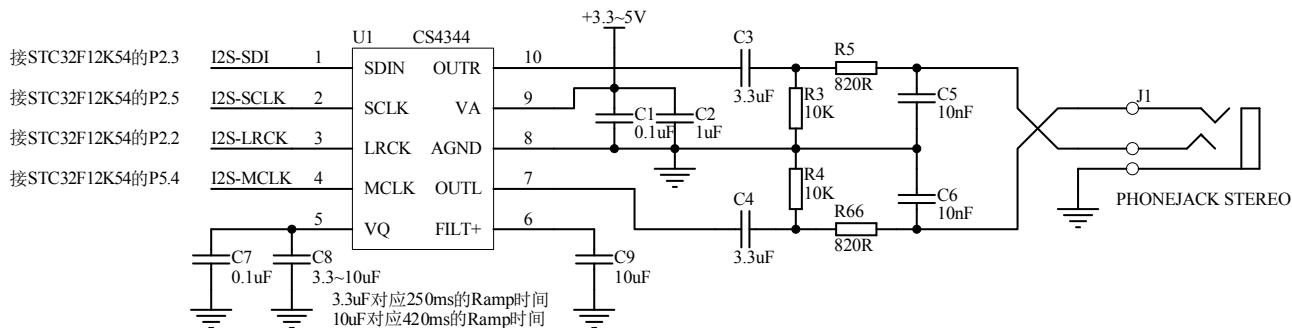 +3.3~5V
U1 CS4344
接STC32F12K54的P2.3 I2S-SDI 1 SDIN OUTR 10
接STC32F12K54的P2.5 I2S-SCLK 2 SCLK VA 9
接STC32F12K54的P2.2 I2S-LRCK 3 LRCK AGND 8
接STC32F12K54的P5.4 I2S-MCLK 4 MCLK OUTL 7
5 VQ FILT+ 6
C7
0.1uF
C8
3.3~10uF
3.3uF对应250ms的Ramp时间
10uF对应420ms的Ramp时间
C9
10uF
C1
0.1uF
C2
1uF
C3
3.3uF
R3
10K
R5
820R
C5
10nF
R4
10K
C4
3.3uF
R66
820R
C6
10nF
J1
PHONEJACK STEREO